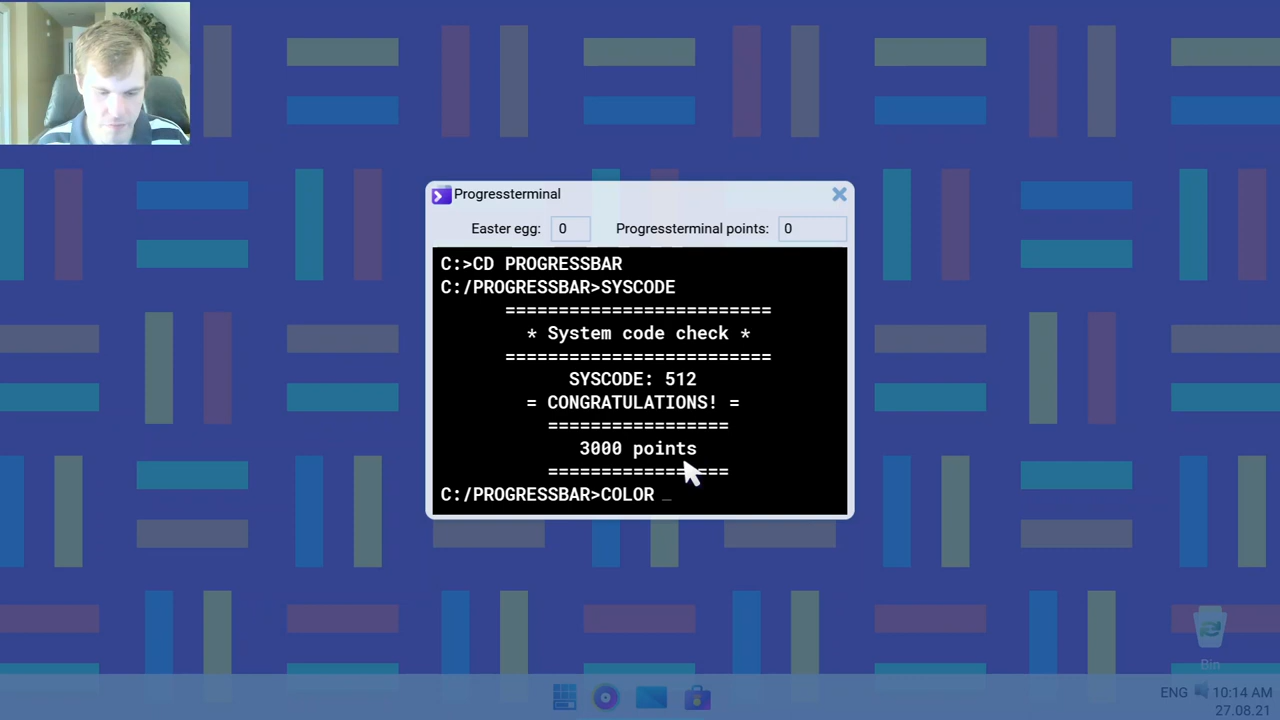 Progressterminal
Easter egg: 0 Progressterminal points: 0
C:>CD PROGRESSBAR
C:/PROGRESSBAR>SYSCODE
=========================
* System code check *
=========================
SYSCODE: 512
= CONGRATULATIONS! =
=================
3000 points
=================
C:/PROGRESSBAR>COLOR _
Bin
ENG 10:14 AM
27.08.21